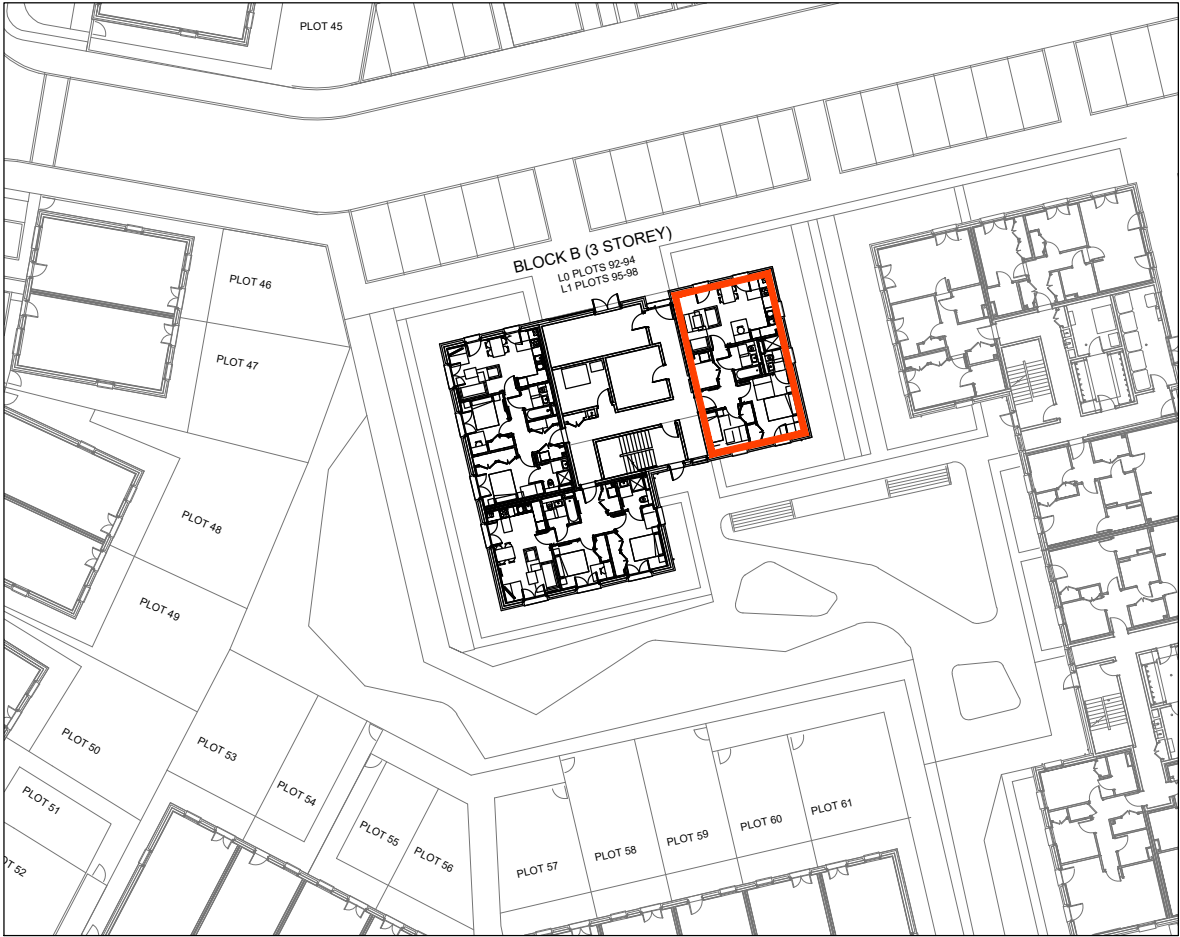 PLOT 45
BLOCK B (3 STOREY)
L0 PLOTS 92-94
L1 PLOTS 95-98
PLOT 46
PLOT 47
PLOT 48
PLOT 49
PLOT 50
PLOT 51
OT 52
PLOT 53
PLOT 54
PLOT 55
PLOT 56
PLOT 57
PLOT 58
PLOT 59
PLOT 60
PLOT 61